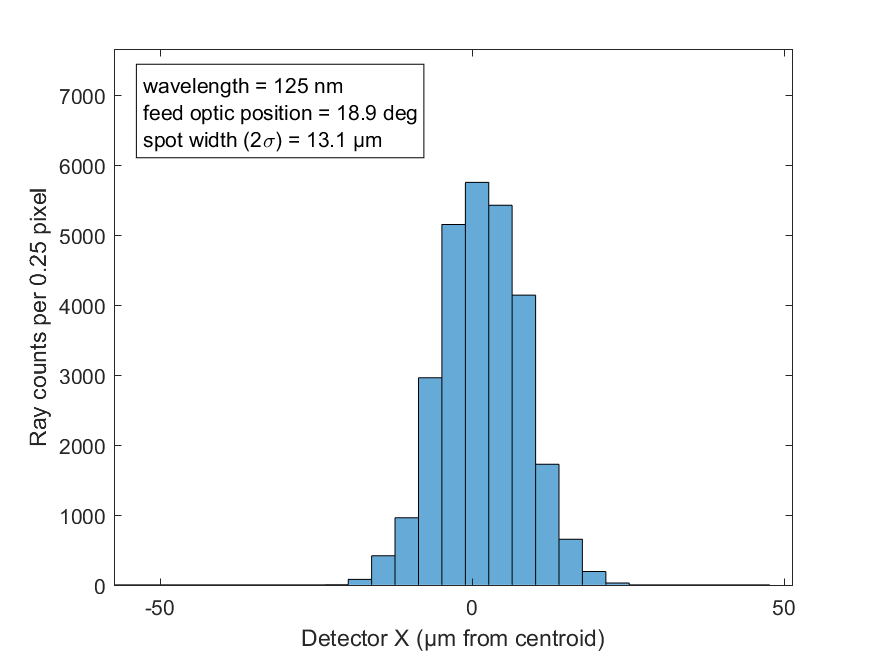 wavelength = 125 nm
feed optic position = 18.9 deg
spot width (2σ) = 13.1 μm
7000
6000
5000
4000
3000
2000
1000
0
Ray counts per 0.25 pixel
-50
0
50
Detector X (μm from centroid)